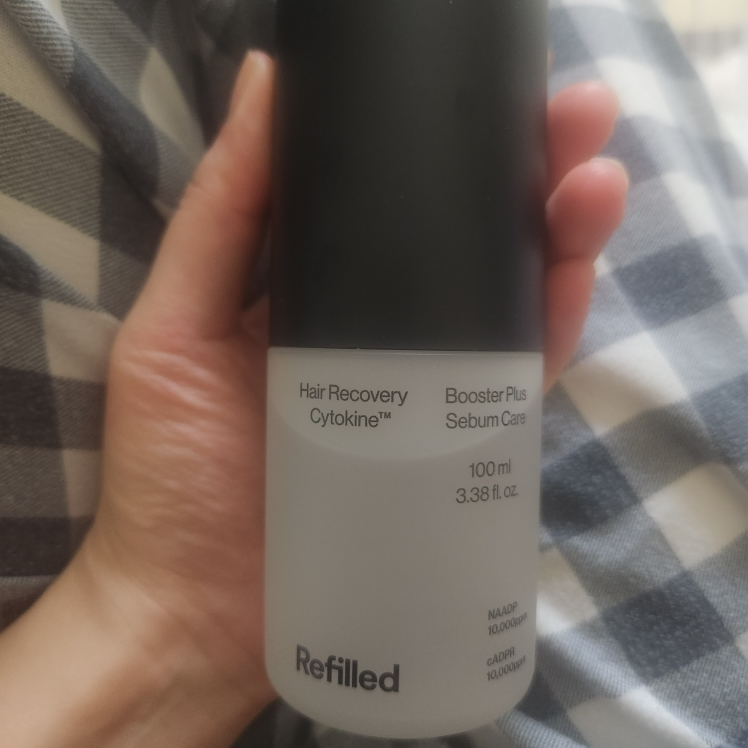 Hair Recovery
Cytokine™
Booster Plus
Sebum Care
100 ml
3.38 fl. oz.
NAADP
10,000ppm
cADPR
10,000ppm
Refilled